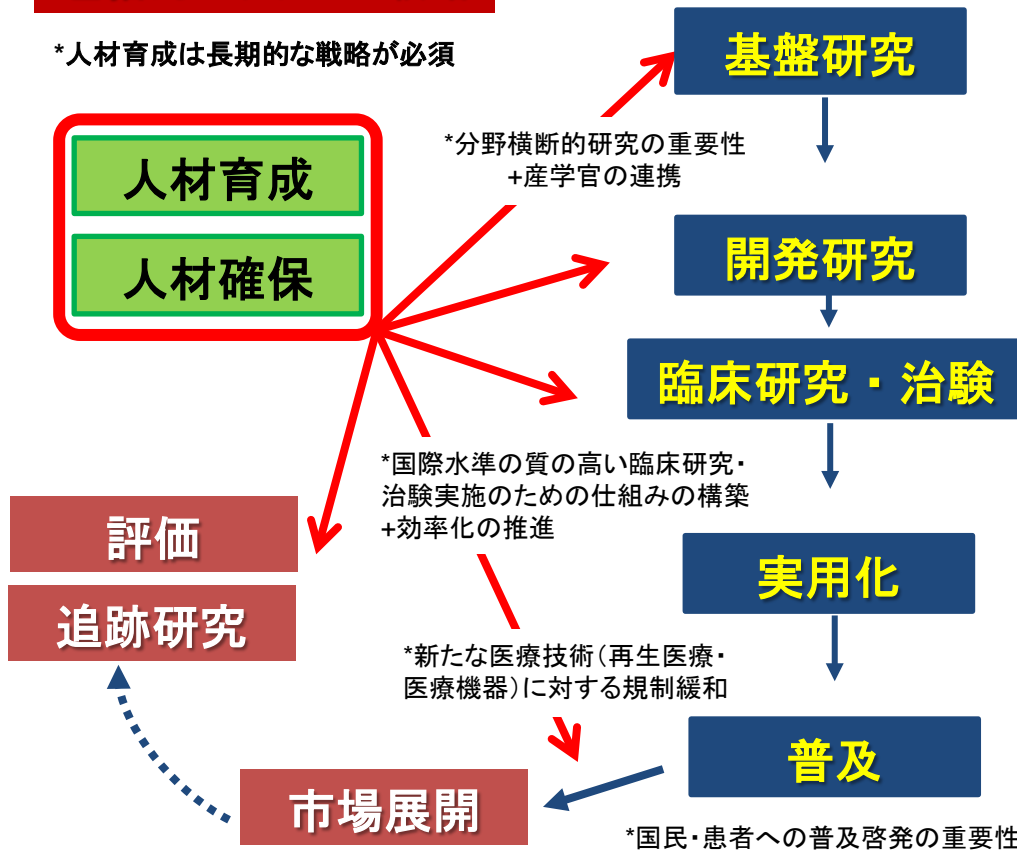 *人材育成は長期的な戦略が必須
基盤研究
*分野横断的研究の重要性
+産学官の連携
人材育成
人材確保
開発研究
臨床研究・治験
*国際水準の質の高い臨床研究・
治験実施のための仕組みの構築
+効率化の推進
評価
追跡研究
実用化
*新たな医療技術(再生医療・
医療機器)に対する規制緩和
普及
市場展開
*国民・患者への普及啓発の重要性